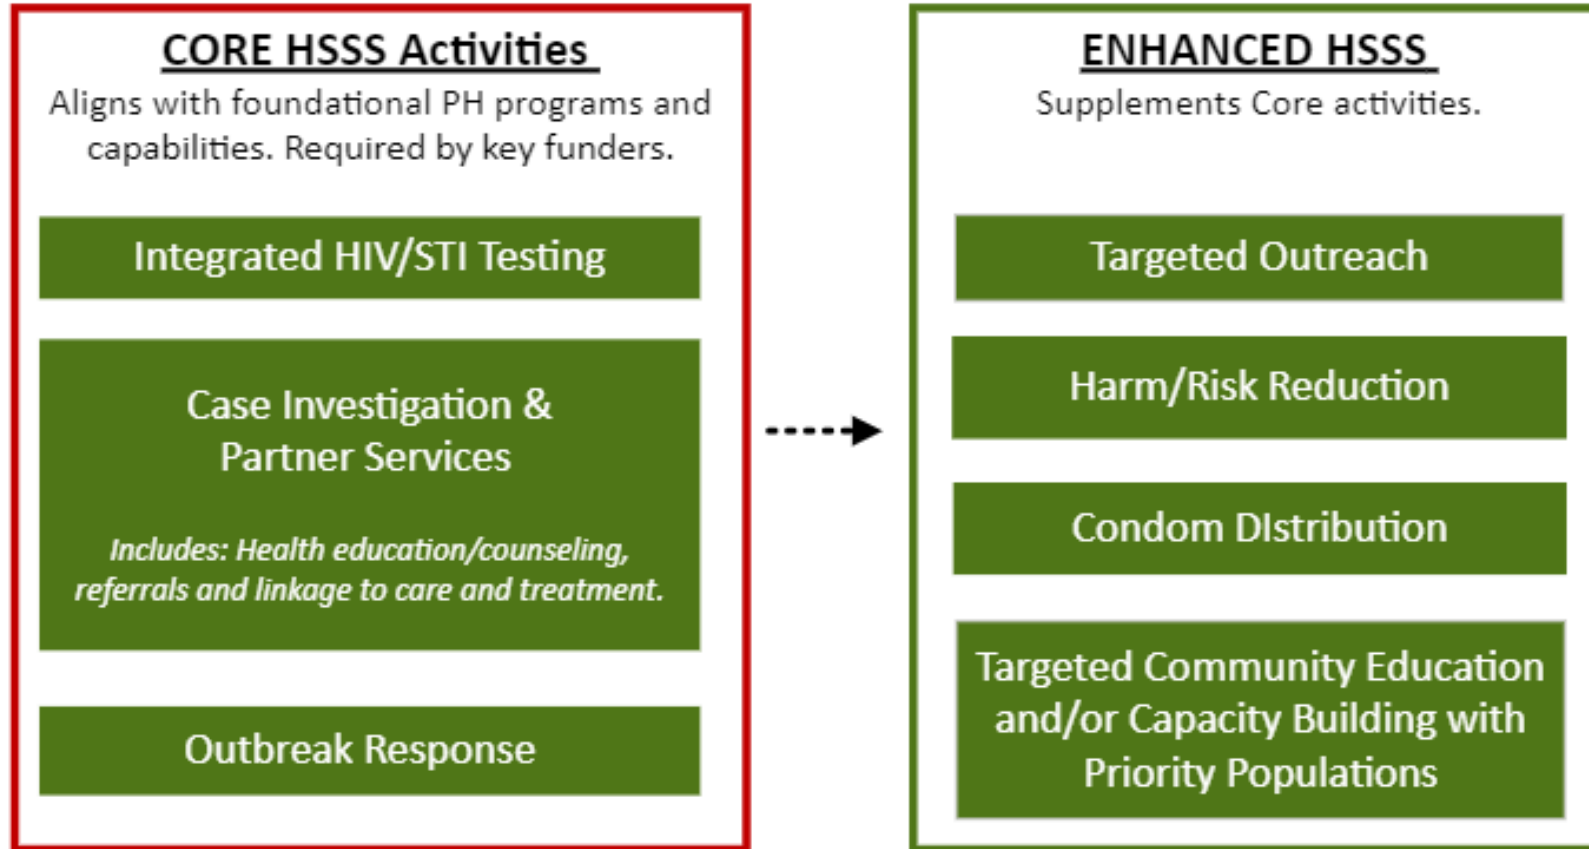 CORE HSSS Activities
Aligns with foundational PH programs and
capabilities. Required by key funders.
Integrated HIV/STI Testing
Case Investigation &
Partner Services
Includes: Health education/counseling,
referrals and linkage to care and treatment.
Outbreak Response
ENHANCED HSSS
Supplements Core activities.
Targeted Outreach
Harm/Risk Reduction
Condom DIstribution
Targeted Community Education
and/or Capacity Building with
Priority Populations